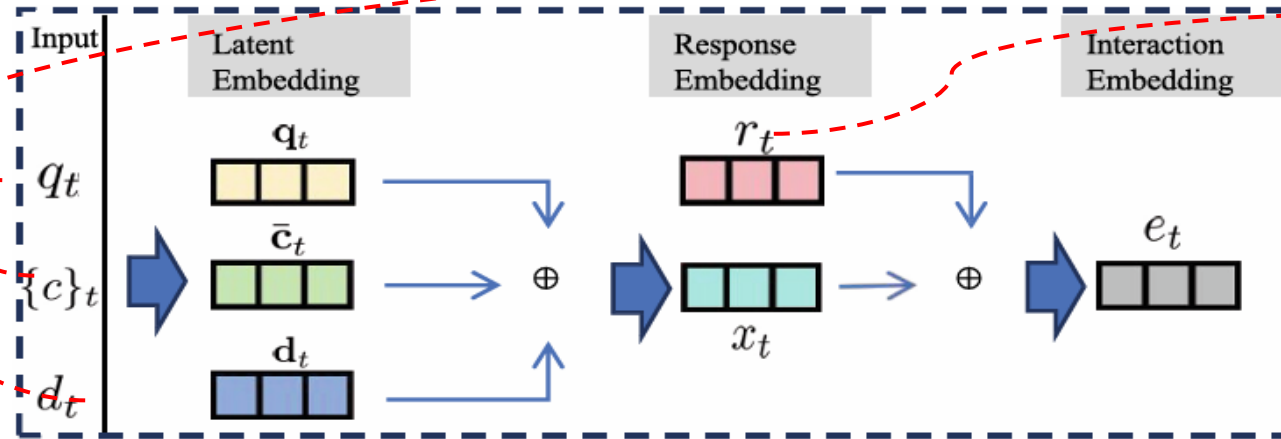 Input
Latent
Embedding
Response
Embedding
Interaction
Embedding
q_t
𝐪_t
r_t
{c}_t
c̄_t
⊕
⊕
e_t
d_t
𝐝_t
x_t